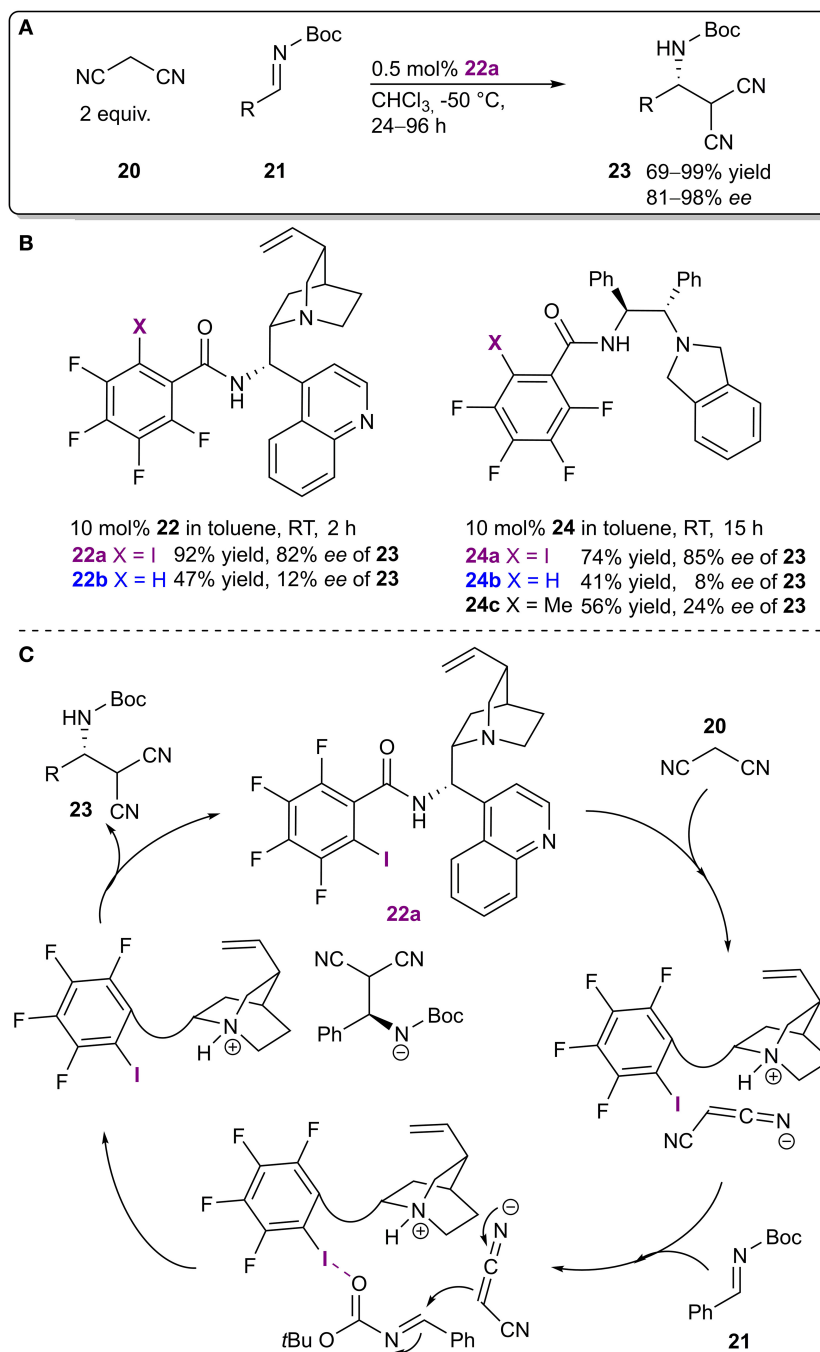 A
NC CN
2 equiv.
20
N Boc
R
21
0.5 mol% 22a
CHCl3, -50 °C,
24–96 h
HN Boc
R CN
CN
23 69–99% yield
81–98% ee
B
X
O
F
F
F
F
N
H
N
N
10 mol% 22 in toluene, RT, 2 h
22a X = I 92% yield, 82% ee of 23
22b X = H 47% yield, 12% ee of 23
Ph Ph
O
X
NH N
F F
F F
10 mol% 24 in toluene, RT, 15 h
24a X = I 74% yield, 85% ee of 23
24b X = H 41% yield, 8% ee of 23
24c X = Me 56% yield, 24% ee of 23
C
HN Boc
R CN
CN
23
F O
F
F
F
I
N
H
N
N
22a
20
NC CN
F F
F
F
I
N
H ⊕
NC CN
Ph N Boc
⊖
F F
F
F
I
N
H ⊕
NC C N
⊖
F F
F
F
I
N
H ⊕
O
tBu O N Ph
⊖
N
C
CN
N Boc
Ph
21